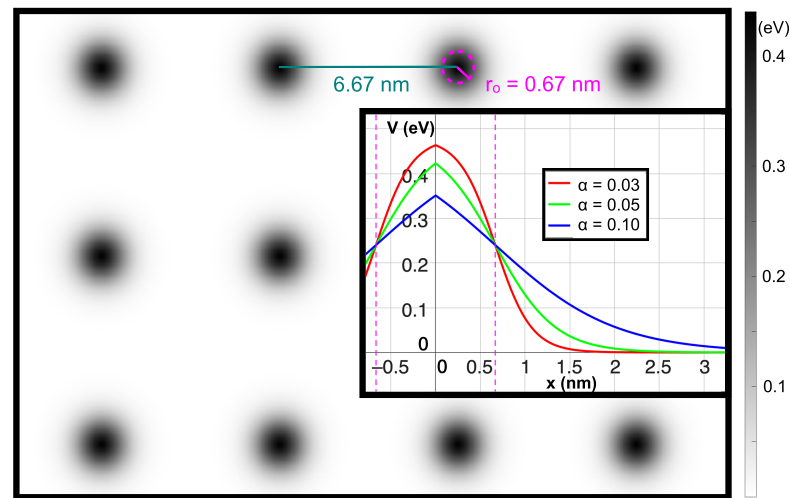 (eV)
0.4
0.3
0.2
0.1
6.67 nm
rₒ = 0.67 nm
V (eV)
0.4
0.3
0.2
0.1
0
α = 0.03
α = 0.05
α = 0.10
−0.5 0 0.5 1 1.5 2 2.5 3
x (nm)